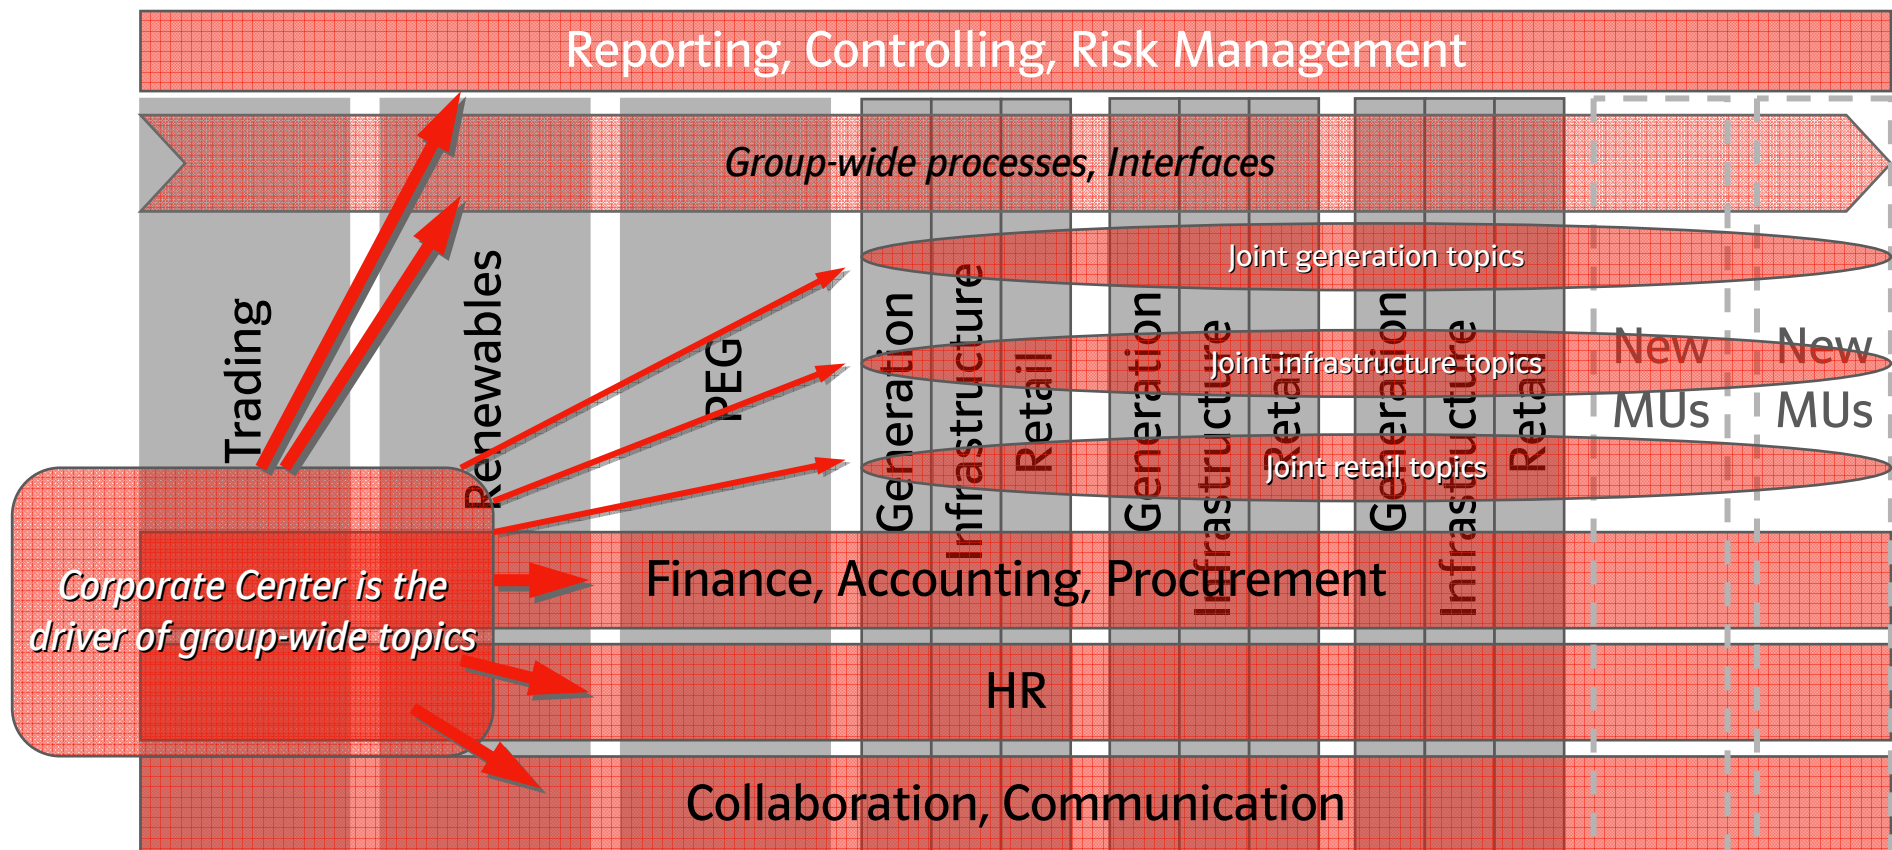 Reporting, Controlling, Risk Management
Group-wide processes, Interfaces
Joint generation topics
Trading
Renewables
PEG
Generation
Infrastructure
Retail
Generation
Infrastructure
Retail
Generation
Infrastructure
Retail
New
MUs
New
MUs
Joint infrastructure topics
Joint retail topics
Corporate Center is the
driver of group-wide topics
Finance, Accounting, Procurement
HR
Collaboration, Communication